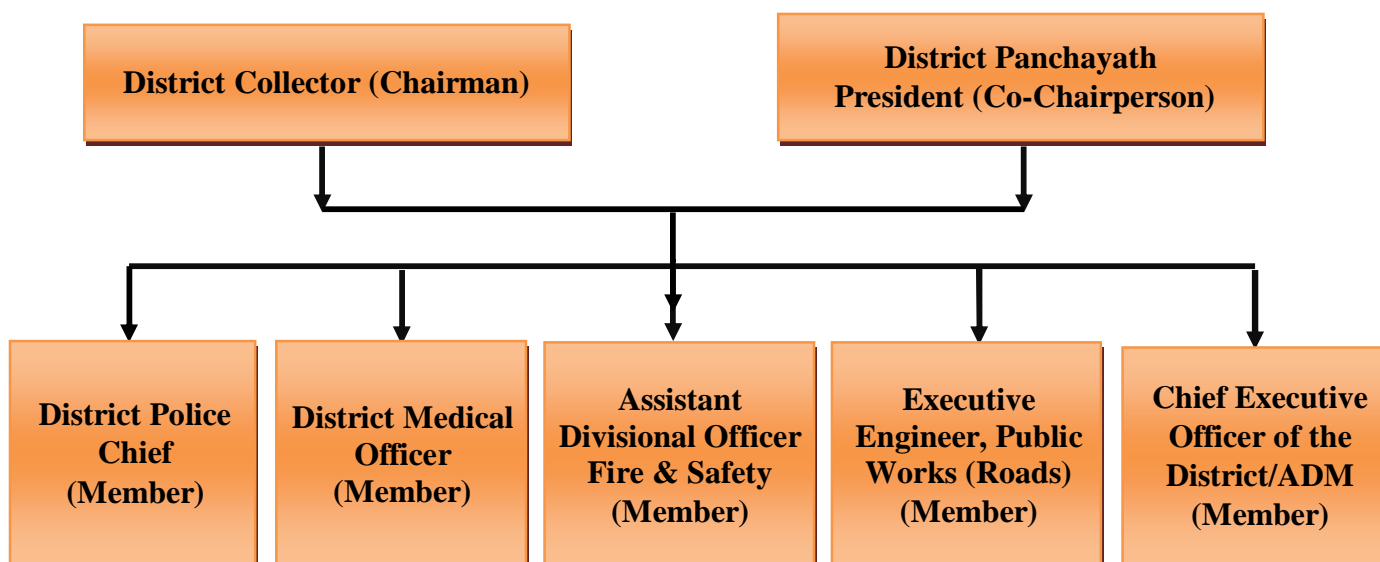 District Collector (Chairman)
District Panchayath
President (Co-Chairperson)
District Police
Chief
(Member)
District Medical
Officer
(Member)
Assistant
Divisional Officer
Fire & Safety
(Member)
Executive
Engineer, Public
Works (Roads)
(Member)
Chief Executive
Officer of the
District/ADM
(Member)